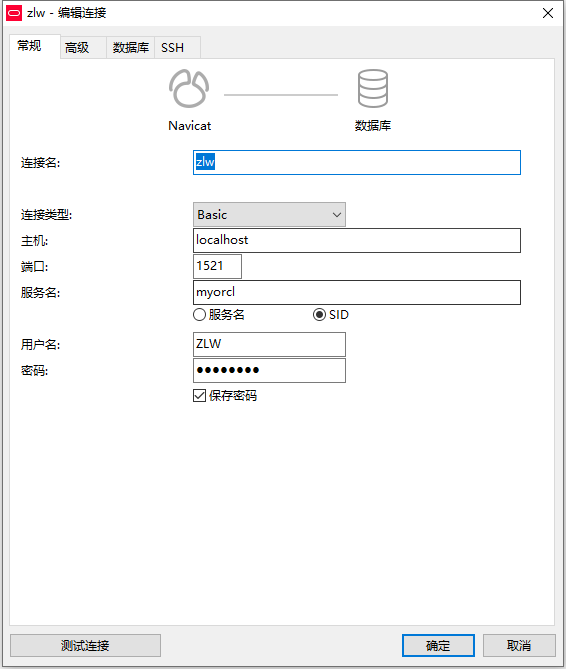 zlw - 编辑连接
常规 高级 数据库 SSH
Navicat 数据库
连接名: zlw
连接类型: Basic
主机: localhost
端口: 1521
服务名: myorcl
服务名 SID
用户名: ZLW
密码: ●●●●●●●●
保存密码
测试连接 确定 取消